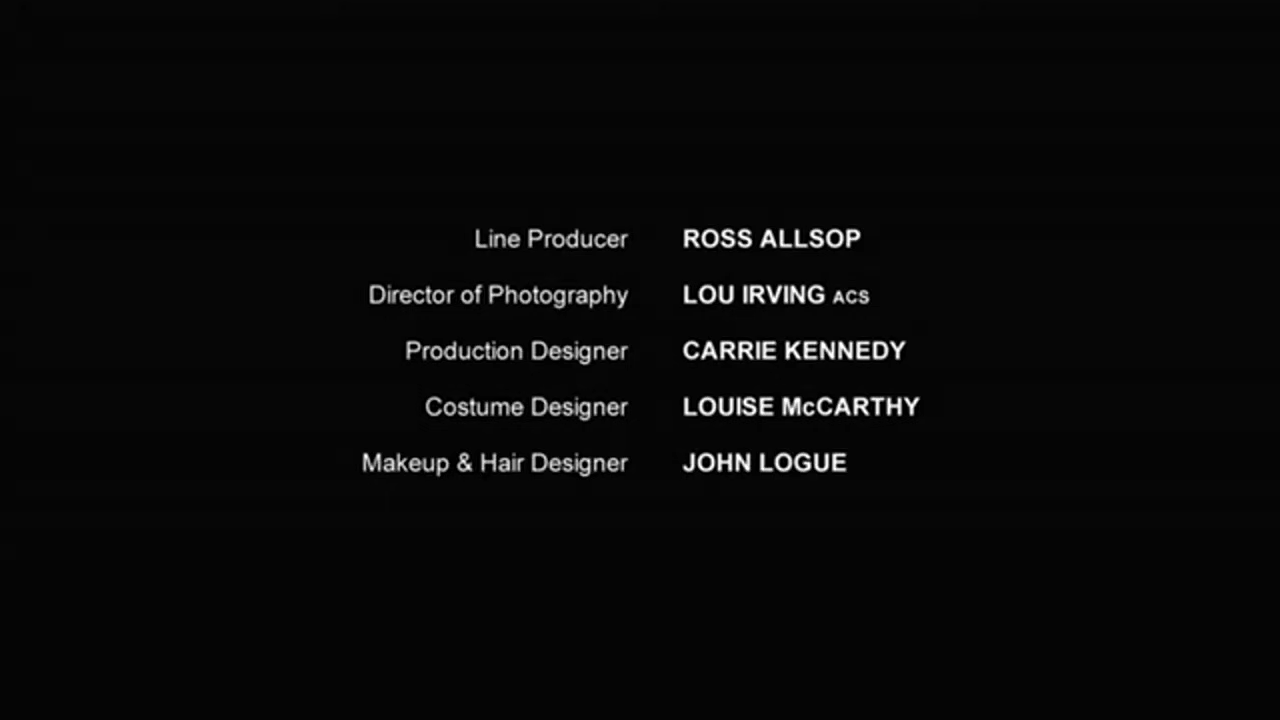 Line Producer ROSS ALLSOP
Director of Photography LOU IRVING ACS
Production Designer CARRIE KENNEDY
Costume Designer LOUISE McCARTHY
Makeup & Hair Designer JOHN LOGUE